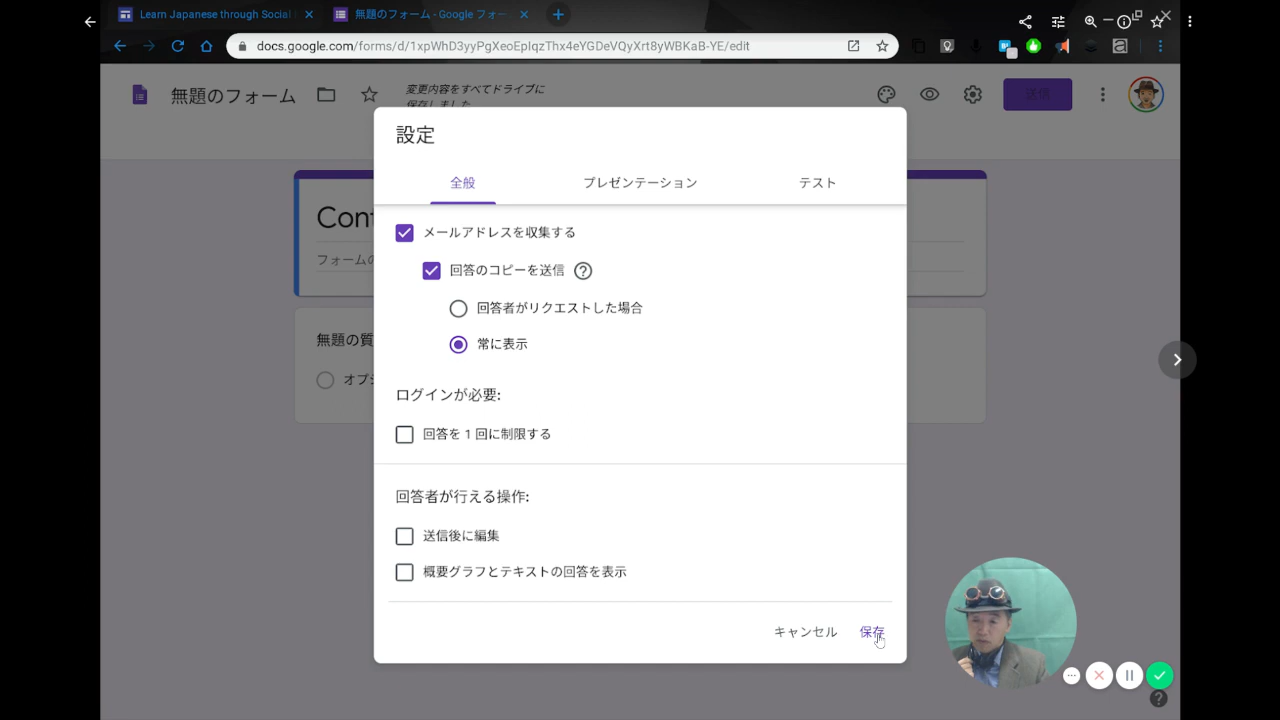 Learn Japanese through Social
無題のフォーム - Google フォー
docs.google.com/forms/d/1xpWhD3yyPgXeoEpIqzThx4eYGDeVQyXrt8yWBKaB-YE/edit
無題のフォーム
変更内容をすべてドライブに
保存しました
送信
設定
全般
プレゼンテーション
テスト
Cont
フォームの
メールアドレスを収集する
回答のコピーを送信
回答者がリクエストした場合
無題の質
常に表示
オプシ
ログインが必要:
回答を 1 回に制限する
回答者が行える操作:
送信後に編集
概要グラフとテキストの回答を表示
キャンセル
保存